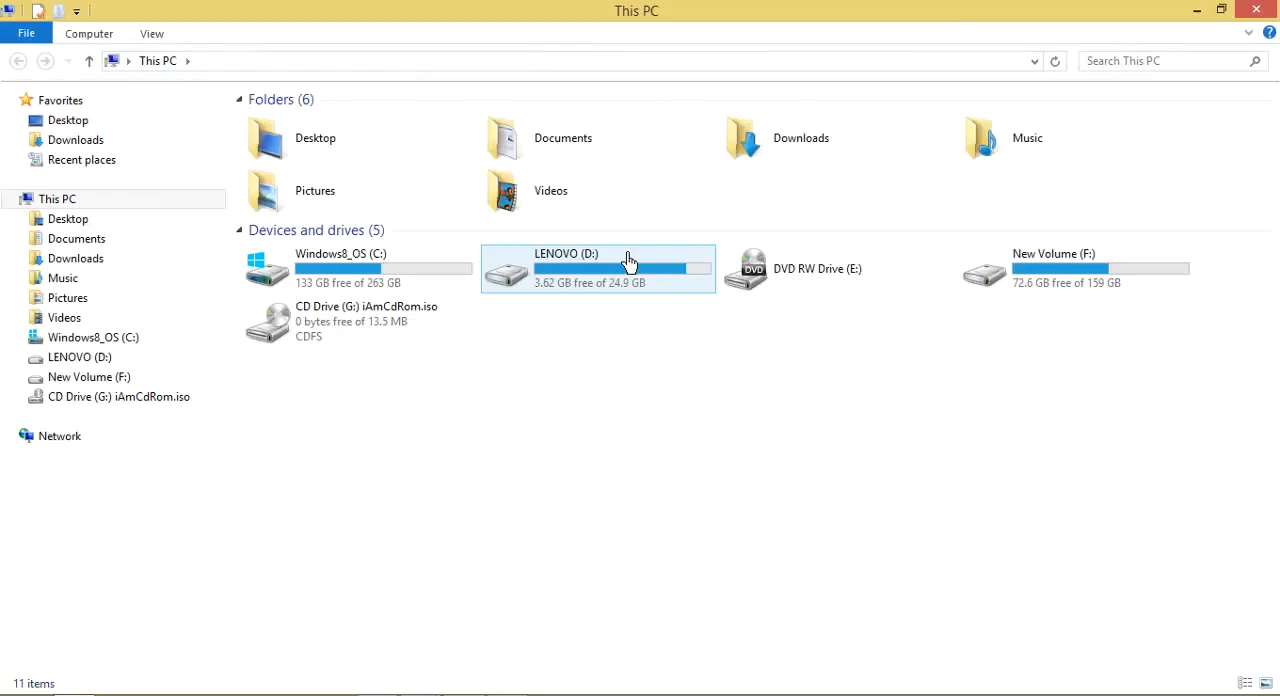 This PC
File Computer View
This PC
Search This PC
Favorites
Desktop
Downloads
Recent places
This PC
Desktop
Documents
Downloads
Music
Pictures
Videos
Windows8_OS (C:)
LENOVO (D:)
New Volume (F:)
CD Drive (G:) iAmCdRom.iso
Network
Folders (6)
Desktop
Documents
Downloads
Music
Pictures
Videos
Devices and drives (5)
Windows8_OS (C:)
133 GB free of 263 GB
LENOVO (D:)
3.62 GB free of 24.9 GB
DVD
DVD RW Drive (E:)
New Volume (F:)
72.6 GB free of 159 GB
CD Drive (G:) iAmCdRom.iso
0 bytes free of 13.5 MB
CDFS
11 items